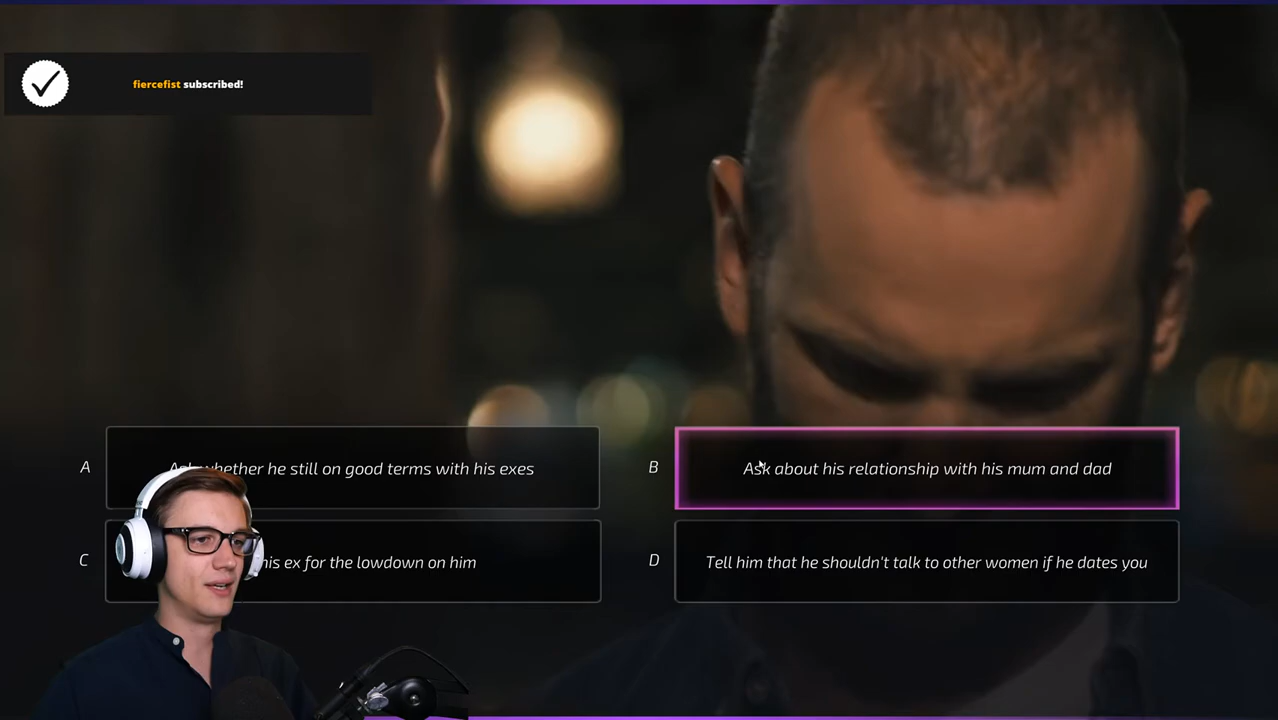 fiercefist subscribed!
A
whether he still on good terms with his exes
B
Ask about his relationship with his mum and dad
C
his ex for the lowdown on him
D
Tell him that he shouldn't talk to other women if he dates you